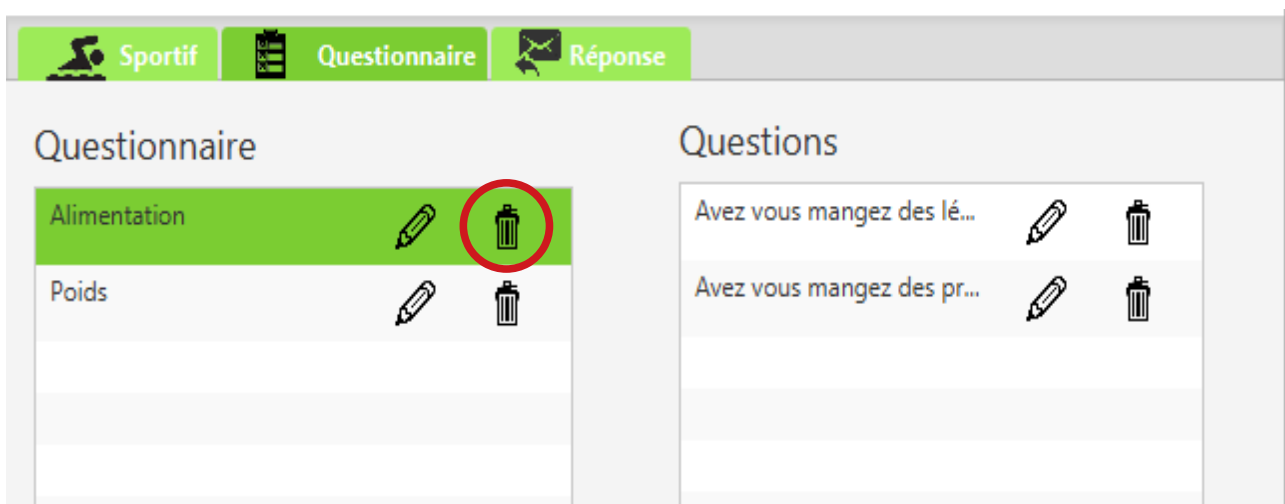 Sportif
Questionnaire
Réponse
Questionnaire
Alimentation
Poids
Questions
Avez vous mangez des lé...
Avez vous mangez des pr...